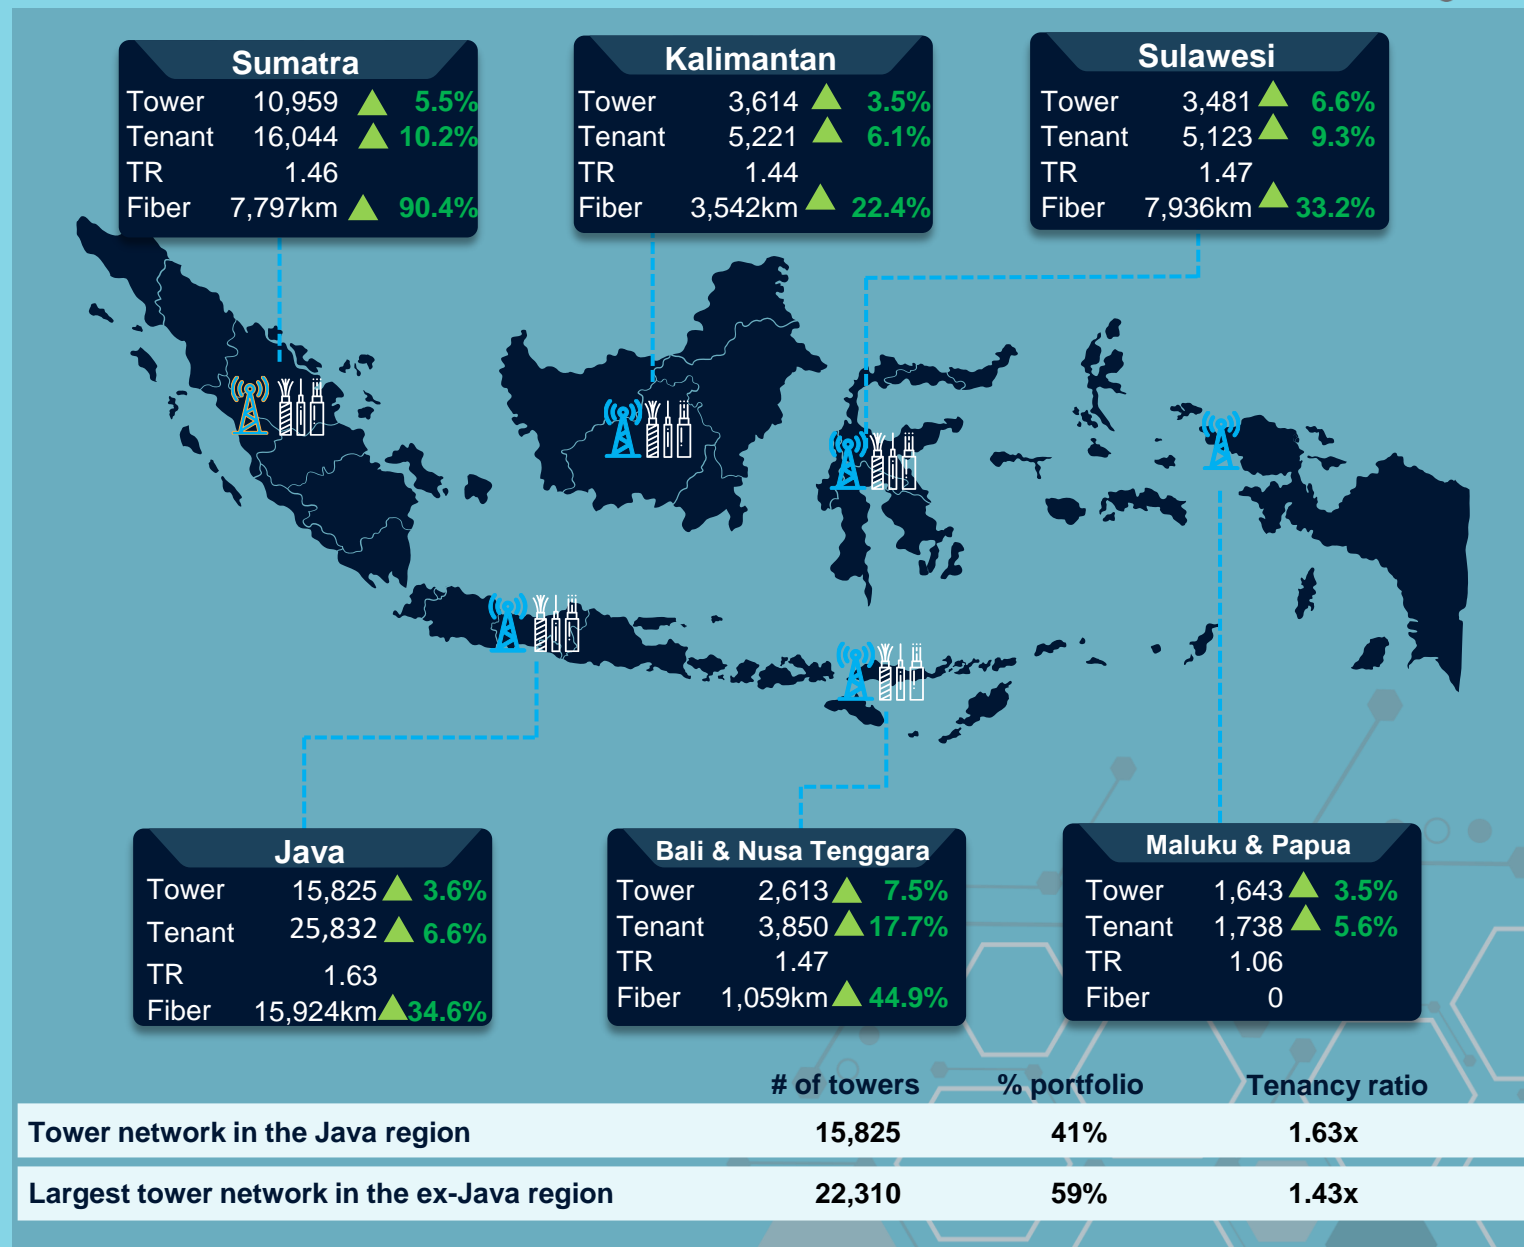 Sumatra
Tower 10,959 5.5%
Tenant 16,044 10.2%
TR 1.46
Fiber 7,797km 90.4%
Kalimantan
Tower 3,614 3.5%
Tenant 5,221 6.1%
TR 1.44
Fiber 3,542km 22.4%
Sulawesi
Tower 3,481 6.6%
Tenant 5,123 9.3%
TR 1.47
Fiber 7,936km 33.2%
Java
Tower 15,825 3.6%
Tenant 25,832 6.6%
TR 1.63
Fiber 15,924km 34.6%
Bali & Nusa Tenggara
Tower 2,613 7.5%
Tenant 3,850 17.7%
TR 1.47
Fiber 1,059km 44.9%
Maluku & Papua
Tower 1,643 3.5%
Tenant 1,738 5.6%
TR 1.06
Fiber 0
# of towers % portfolio Tenancy ratio
Tower network in the Java region 15,825 41% 1.63x
Largest tower network in the ex-Java region 22,310 59% 1.43x